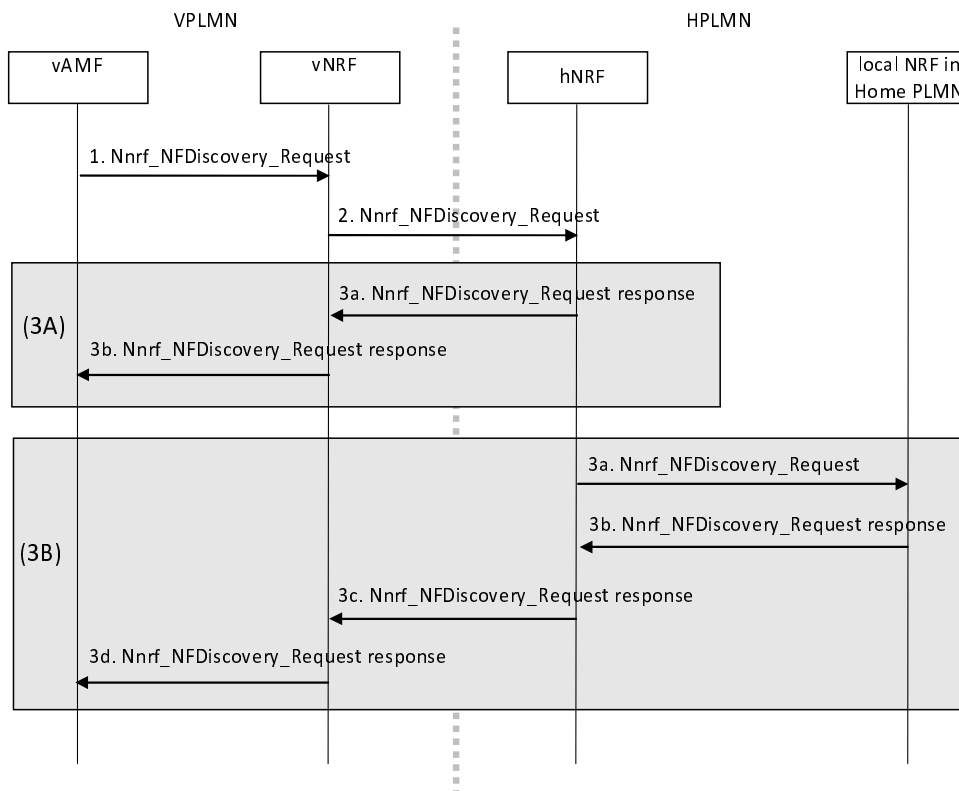 VPLMN
HPLMN
vAMF
vNRF
hNRF
local NRF in
Home PLMN
1. Nnrf_NFDiscovery_Request
2. Nnrf_NFDiscovery_Request
(3A)
3a. Nnrf_NFDiscovery_Request response
3b. Nnrf_NFDiscovery_Request response
(3B)
3a. Nnrf_NFDiscovery_Request
3b. Nnrf_NFDiscovery_Request response
3c. Nnrf_NFDiscovery_Request response
3d. Nnrf_NFDiscovery_Request response